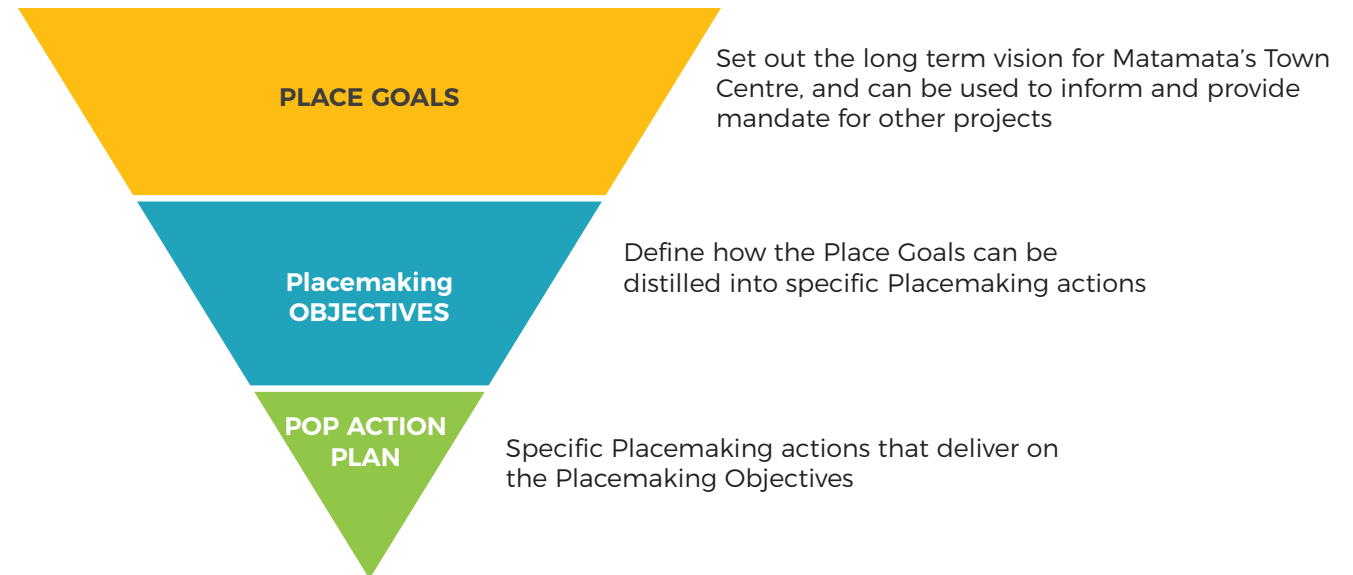 PLACE GOALS
Set out the long term vision for Matamata’s Town
Centre, and can be used to inform and provide
mandate for other projects
Placemaking
OBJECTIVES
Define how the Place Goals can be
distilled into specific Placemaking actions
POP ACTION
PLAN
Specific Placemaking actions that deliver on
the Placemaking Objectives